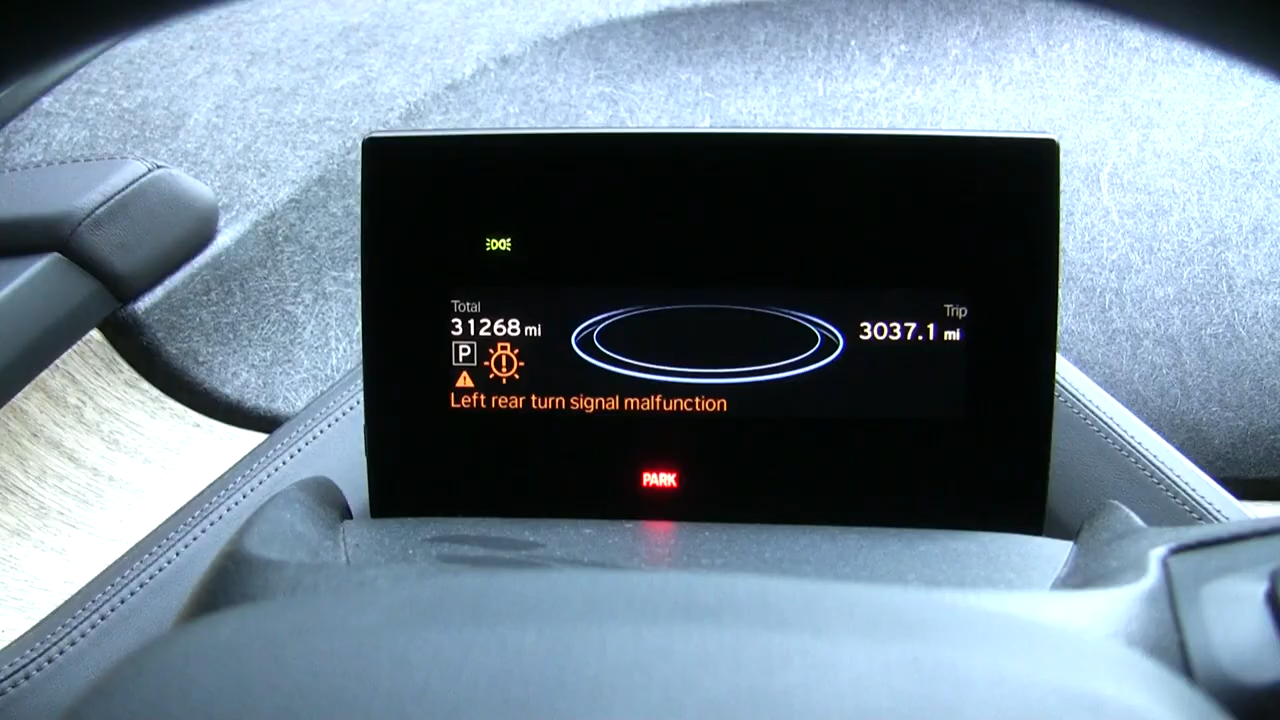 Total
Trip
31268 mi
3037.1 mi
P
Left rear turn signal malfunction
PARK